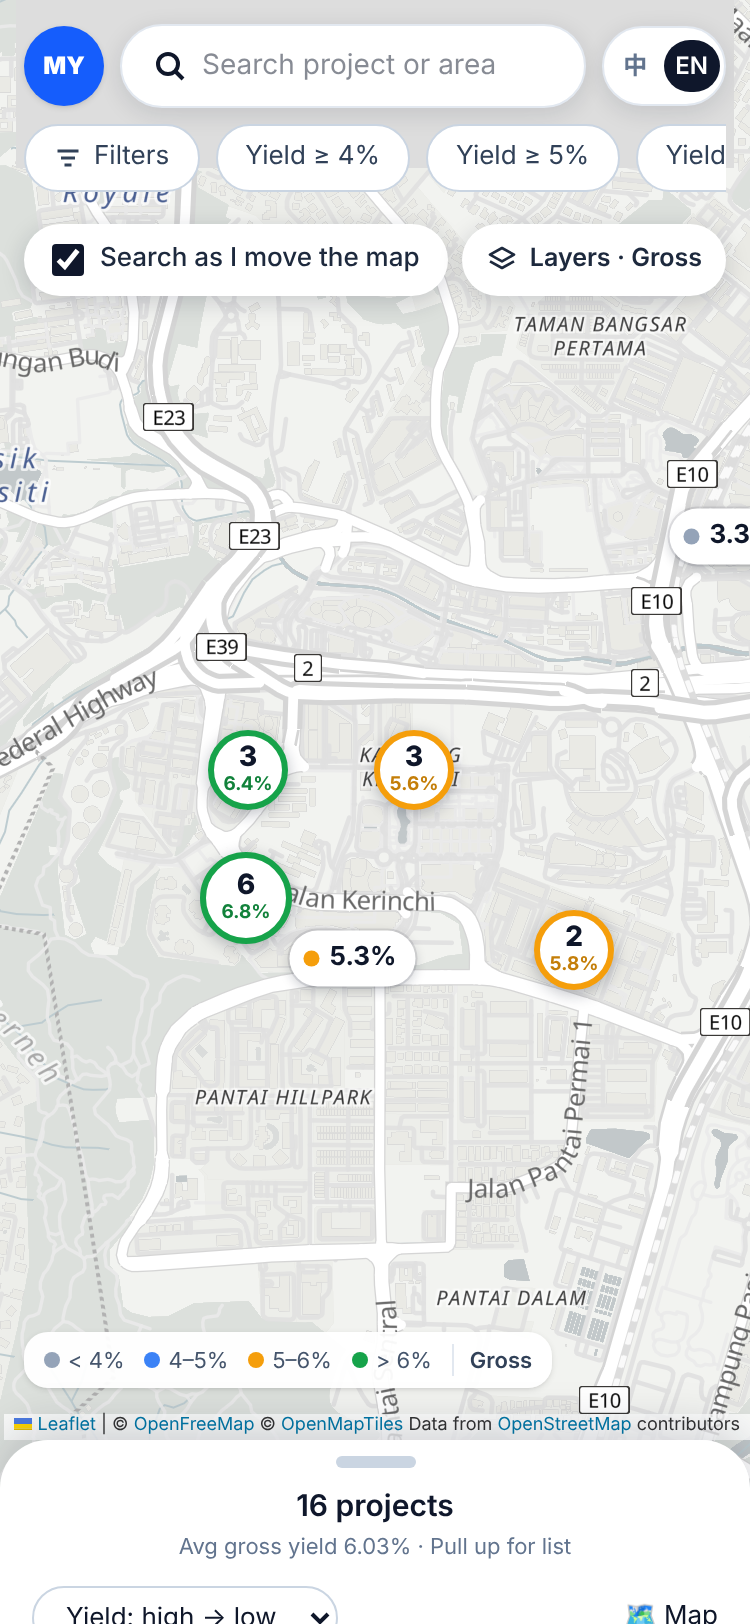 MY
Search project or area
中
EN
Filters
Yield ≥ 4%
Yield ≥ 5%
Yield
Search as I move the map
Layers · Gross
TAMAN BANGSAR
PERTAMA
E23
E10
E23
3.3
E10
E39
2
2
Federal Highway
3
6.4%
3
5.6%
6
6.8%
Jalan Kerinchi
5.3%
2
5.8%
E10
PANTAI HILLPARK
Jalan Pantai Permai 1
PANTAI DALAM
< 4%
4–5%
5–6%
> 6%
Gross
E10
Leaflet | © OpenFreeMap © OpenMapTiles Data from OpenStreetMap contributors
16 projects
Avg gross yield 6.03% · Pull up for list
Yield: high → low
Map